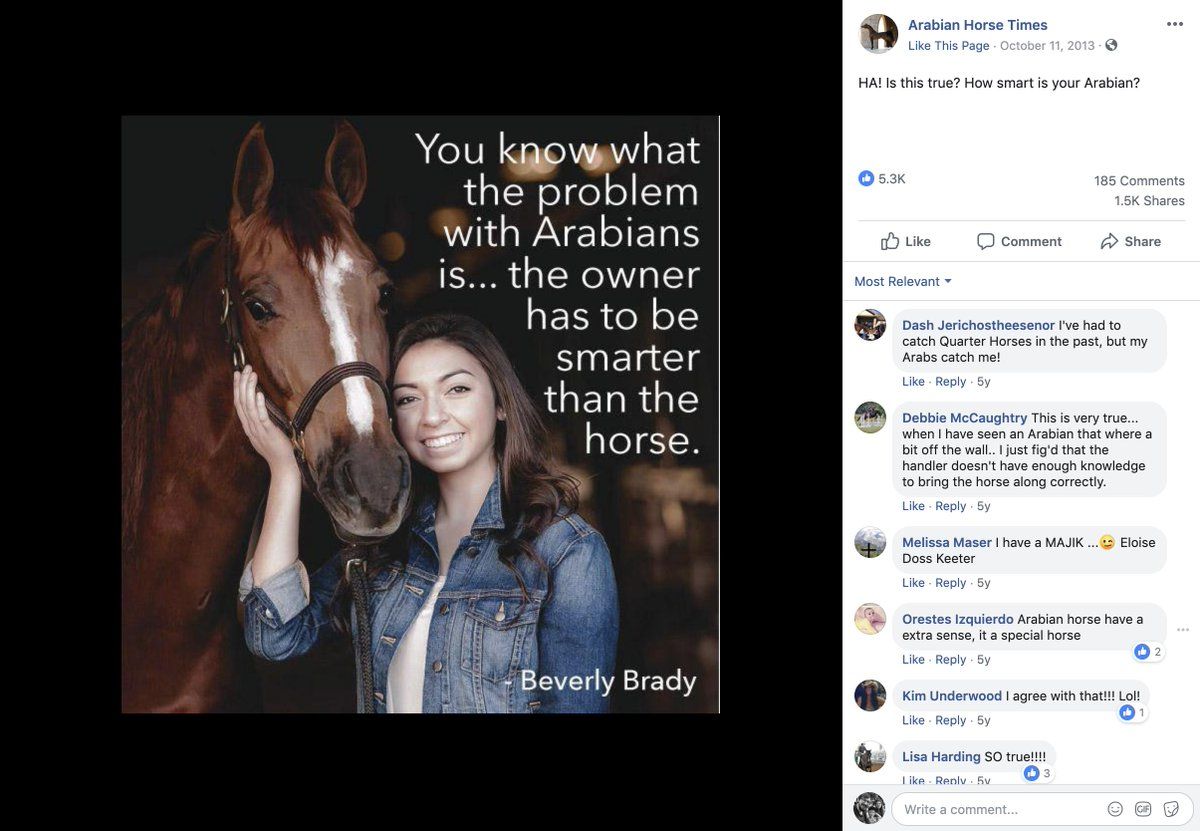 You know what
the problem
with Arabians
is... the owner
has to be
smarter
than the
horse.
- Beverly Brady
Arabian Horse Times
Like This Page · October 11, 2013 ·
HA! Is this true? How smart is your Arabian?
5.3K
185 Comments
1.5K Shares
Like Comment Share
Most Relevant
Dash Jerichostheesenor I've had to
catch Quarter Horses in the past, but my
Arabs catch me!
Like · Reply · 5y
Debbie McCaughtry This is very true...
when I have seen an Arabian that where a
bit off the wall.. I just fig'd that the
handler doesn't have enough knowledge
to bring the horse along correctly.
Like · Reply · 5y
Melissa Maser I have a MAJIK ...😉 Eloise
Doss Keeter
Like · Reply · 5y
Orestes Izquierdo Arabian horse have a
extra sense, it a special horse
2
Like · Reply · 5y
Kim Underwood I agree with that!!! Lol!
1
Like · Reply · 5y
Lisa Harding SO true!!!!
3
Like · Reply · 5y
Write a comment...
GIF